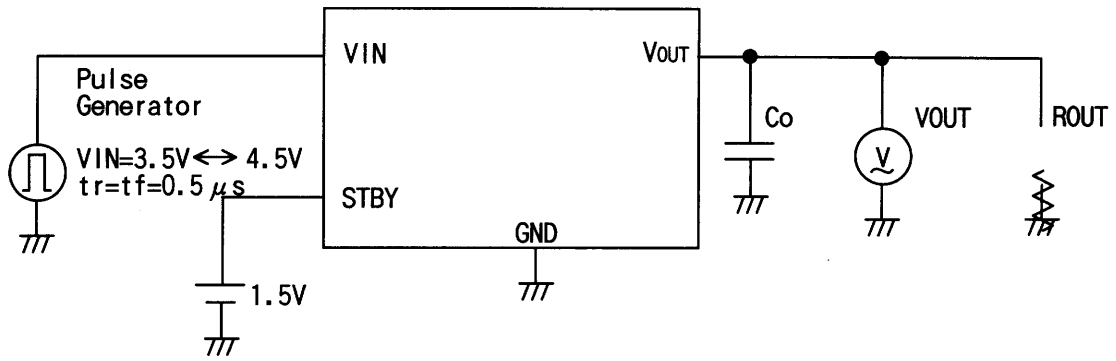 VIN
VOUT
Pulse
Generator
Co
VOUT
ROUT
V
VIN=3.5V↔4.5V
tr=tf=0.5μs
STBY
GND
1.5V